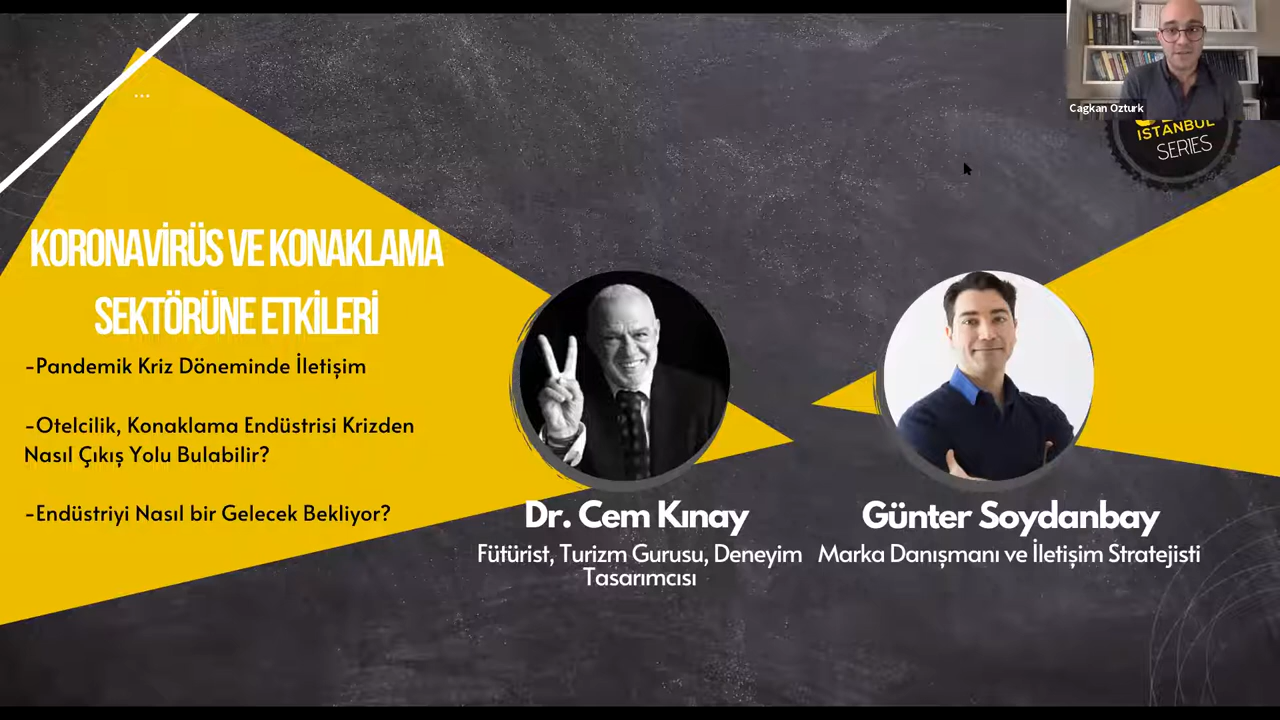 Cagkan Ozturk
ISTANBUL
SERIES
...
KORONAVİRÜS VE KONAKLAMA
SEKTÖRÜNE ETKİLERİ
-Pandemik Kriz Döneminde İletişim
-Otelcilik, Konaklama Endüstrisi Krizden
Nasıl Çıkış Yolu Bulabilir?
-Endüstriyi Nasıl bir Gelecek Bekliyor?
Dr. Cem Kınay
Fütürist, Turizm Gurusu, Deneyim
Tasarımcısı
Günter Soydanbay
Marka Danışmanı ve İletişim Stratejisti